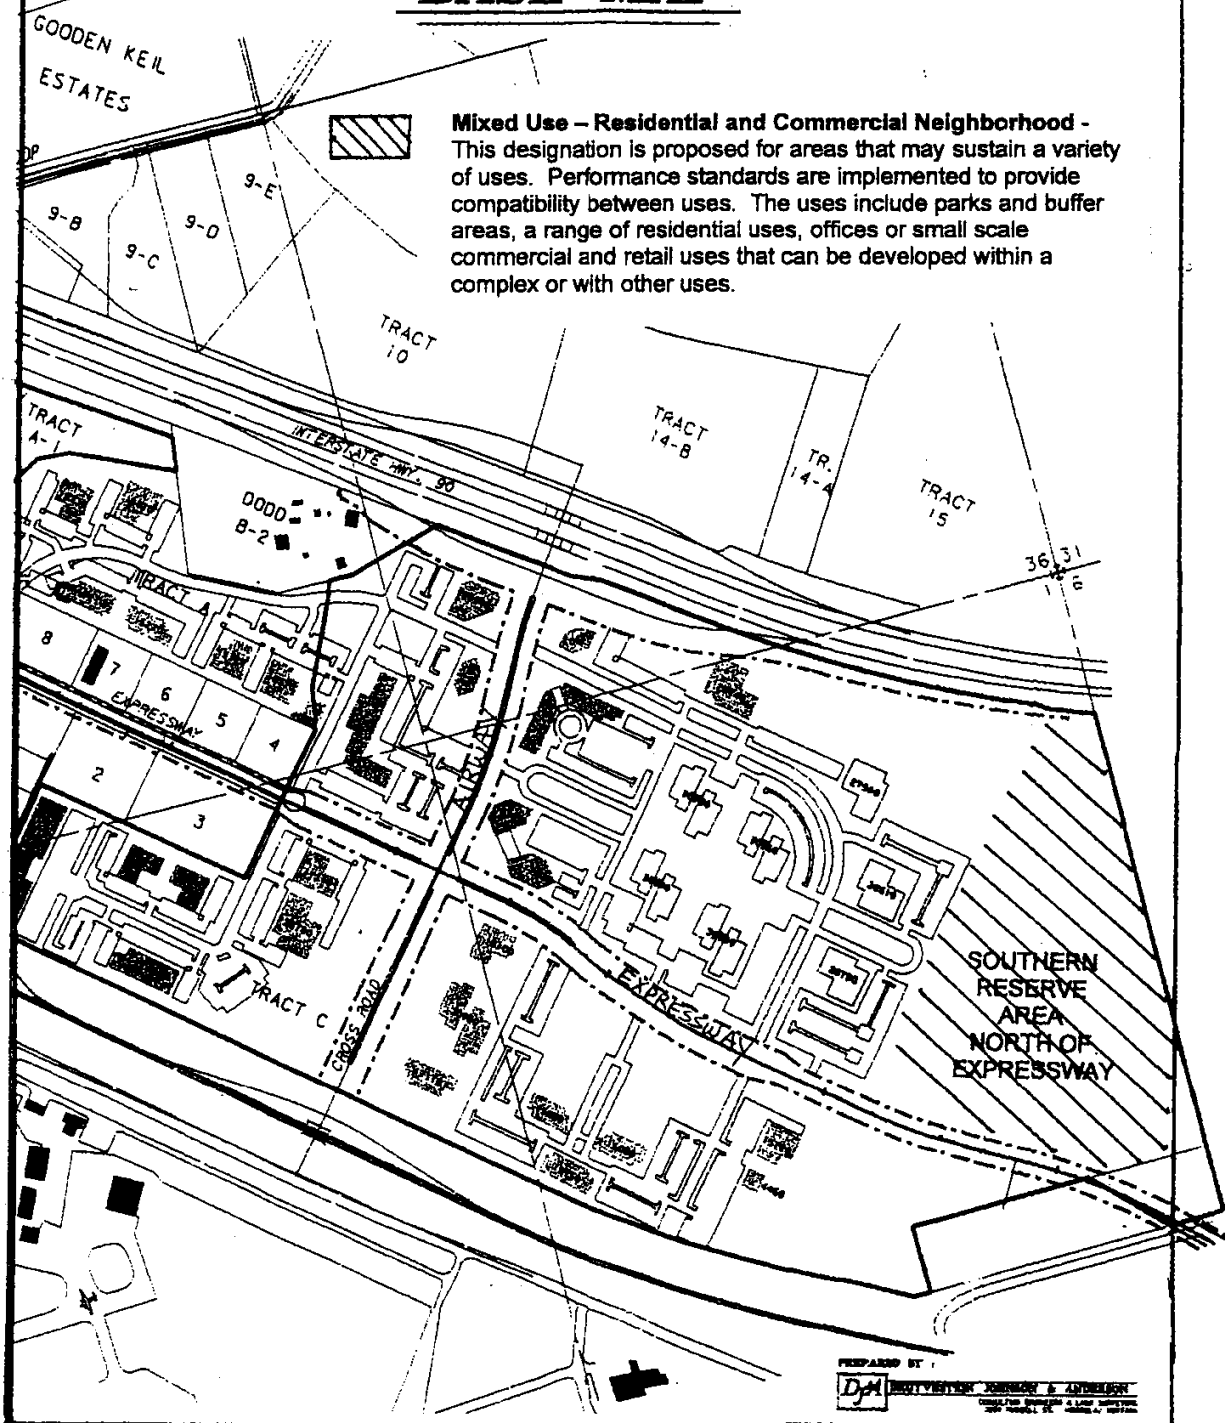 GOODEN KEIL
ESTATES
Mixed Use – Residential and Commercial Neighborhood -
This designation is proposed for areas that may sustain a variety
of uses.  Performance standards are implemented to provide
compatibility between uses.  The uses include parks and buffer
areas, a range of residential uses, offices or small scale
commercial and retail uses that can be developed within a
complex or with other uses.
9-E
9-B
9-D
9-C
TRACT
10
TRACT
14-B
TR.
14-A
TRACT
15
TRACT
A-1
INTERSTATE HWY. 90
DODD
B-2
36 31
1 6
TRACT A
8
7
6
5
4
EXPRESSWAY
2
3
AIRWAY
TRACT C
CROSS ROAD
EXPRESSWAY
SOUTHERN
RESERVE
AREA
NORTH OF
EXPRESSWAY
PREPARED BY :
DJ&A